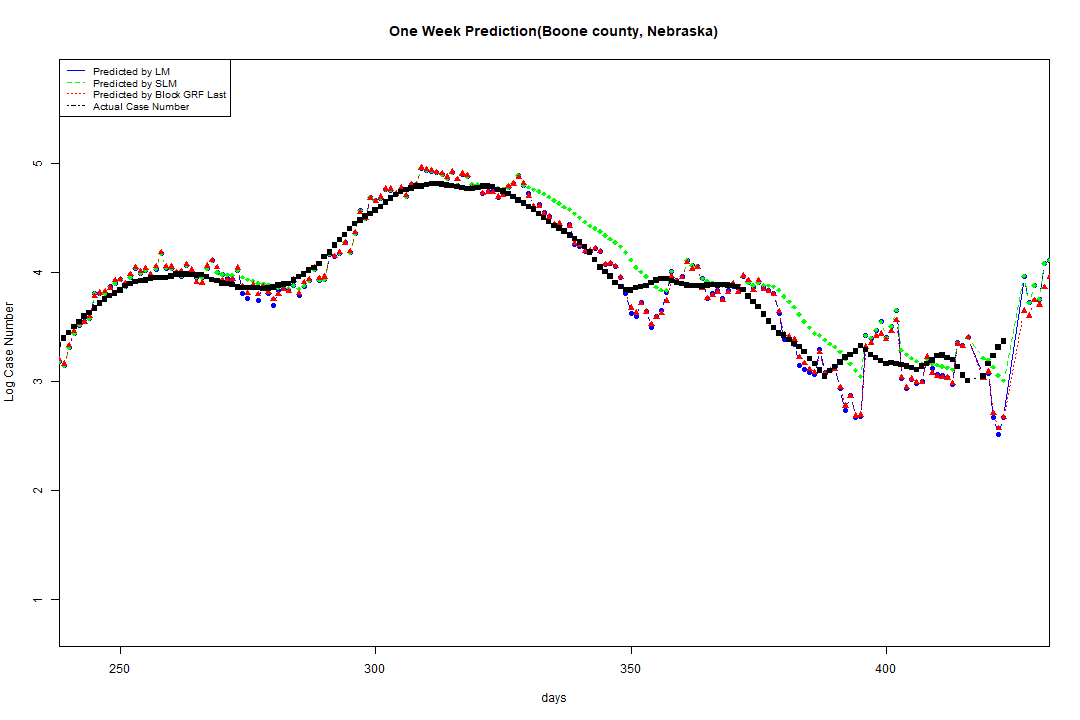 One Week Prediction(Boone county, Nebraska)
Predicted by LM
Predicted by SLM
Predicted by Block GRF Last
Actual Case Number
5
4
3
2
1
Log Case Number
250 300 350 400
days